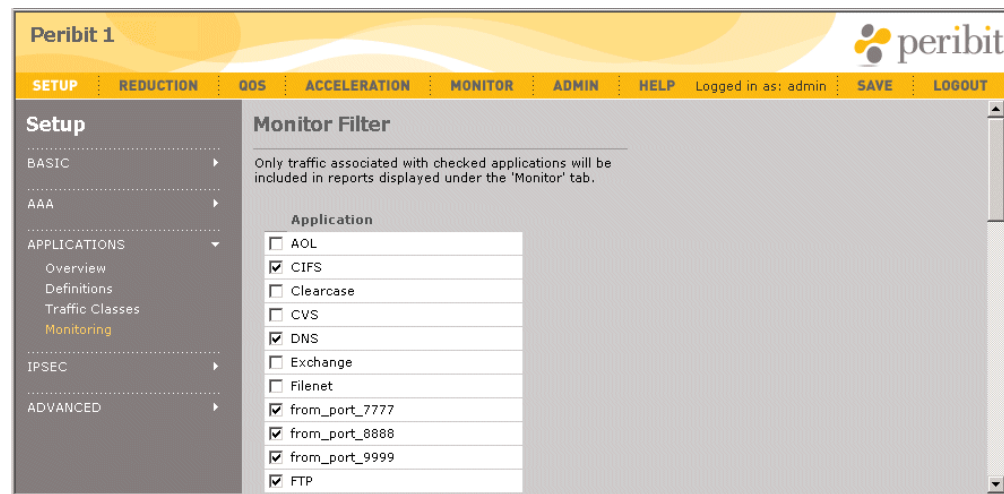 Peribit 1
peribit
SETUP REDUCTION QOS ACCELERATION MONITOR ADMIN HELP Logged in as: admin SAVE LOGOUT
Setup
BASIC
AAA
APPLICATIONS
Overview
Definitions
Traffic Classes
Monitoring
IPSEC
ADVANCED
Monitor Filter
Only traffic associated with checked applications will be
included in reports displayed under the 'Monitor' tab.
Application
AOL
CIFS
Clearcase
CVS
DNS
Exchange
Filenet
from_port_7777
from_port_8888
from_port_9999
FTP